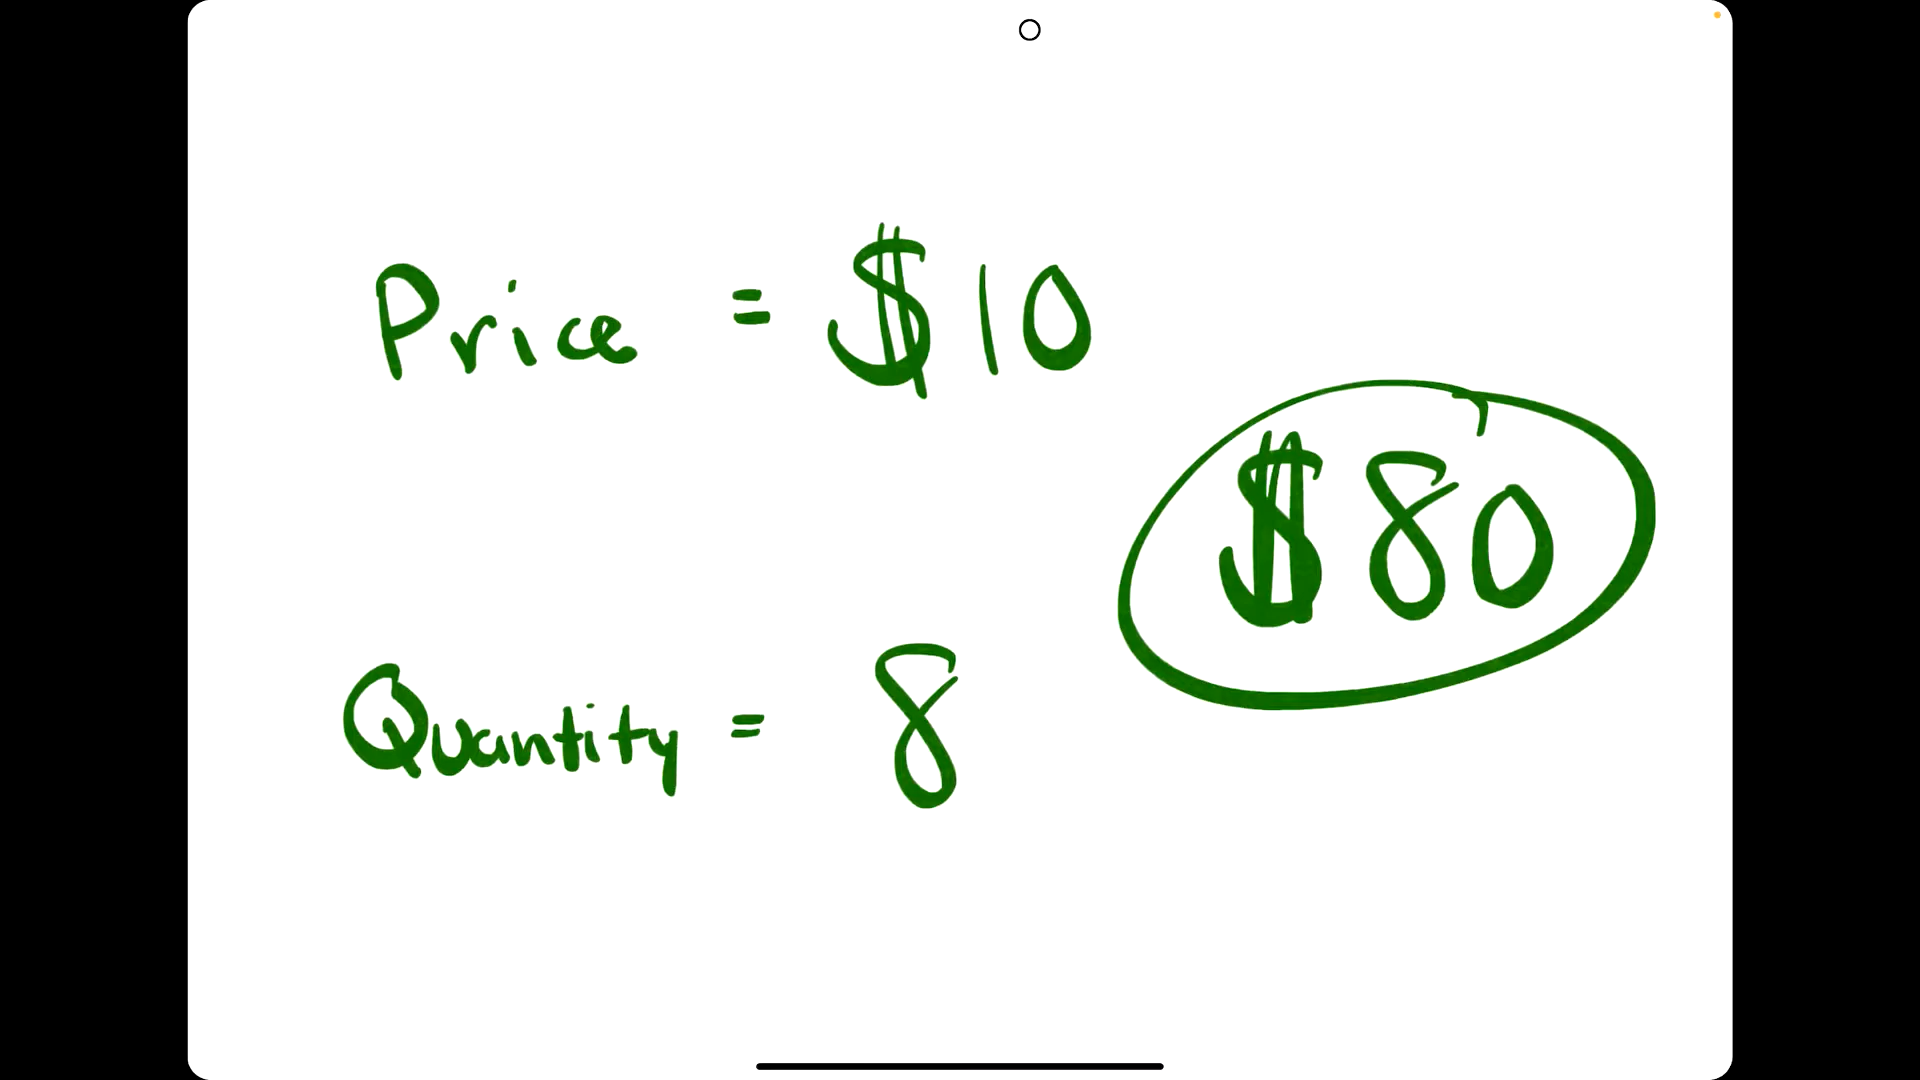 Price = $10
$80
Quantity = 8